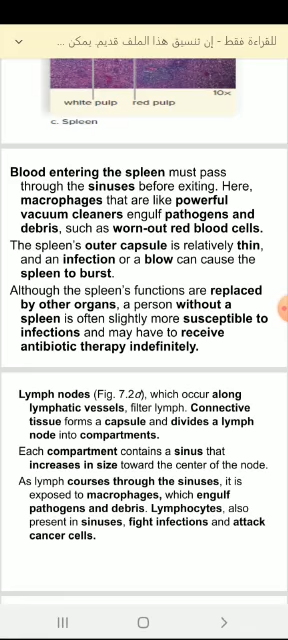 للقراءة فقط - إن تنسيق هذا الملف قديم. يمكن ...
10x
white pulp red pulp
c. Spleen
Blood entering the spleen must pass
through the sinuses before exiting. Here,
macrophages that are like powerful
vacuum cleaners engulf pathogens and
debris, such as worn-out red blood cells.
The spleen's outer capsule is relatively thin,
and an infection or a blow can cause the
spleen to burst.
Although the spleen's functions are replaced
by other organs, a person without a
spleen is often slightly more susceptible to
infections and may have to receive
antibiotic therapy indefinitely.
Lymph nodes (Fig. 7.2d), which occur along
lymphatic vessels, filter lymph. Connective
tissue forms a capsule and divides a lymph
node into compartments.
Each compartment contains a sinus that
increases in size toward the center of the node.
As lymph courses through the sinuses, it is
exposed to macrophages, which engulf
pathogens and debris. Lymphocytes, also
present in sinuses, fight infections and attack
cancer cells.